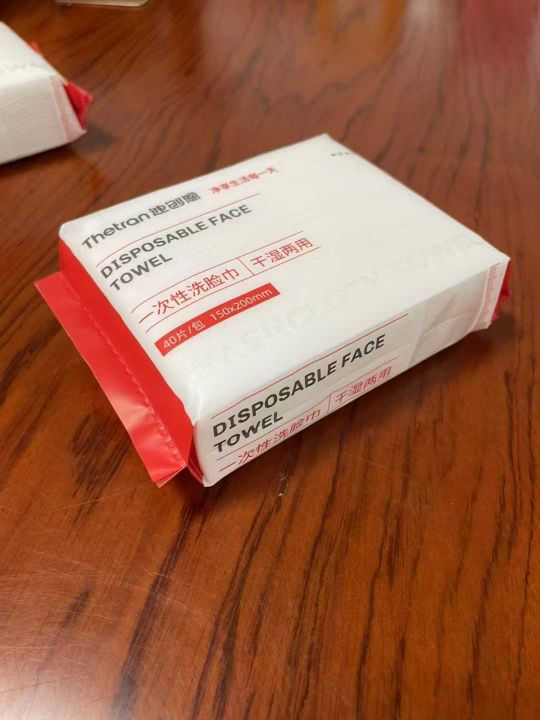 Thetran 途创恩 净享生活每一天
DISPOSABLE FACE
TOWEL
一次性洗脸巾 干湿两用
40片/包 150x200mm
DISPOSABLE FACE
TOWEL
一次性洗脸巾 干湿两用